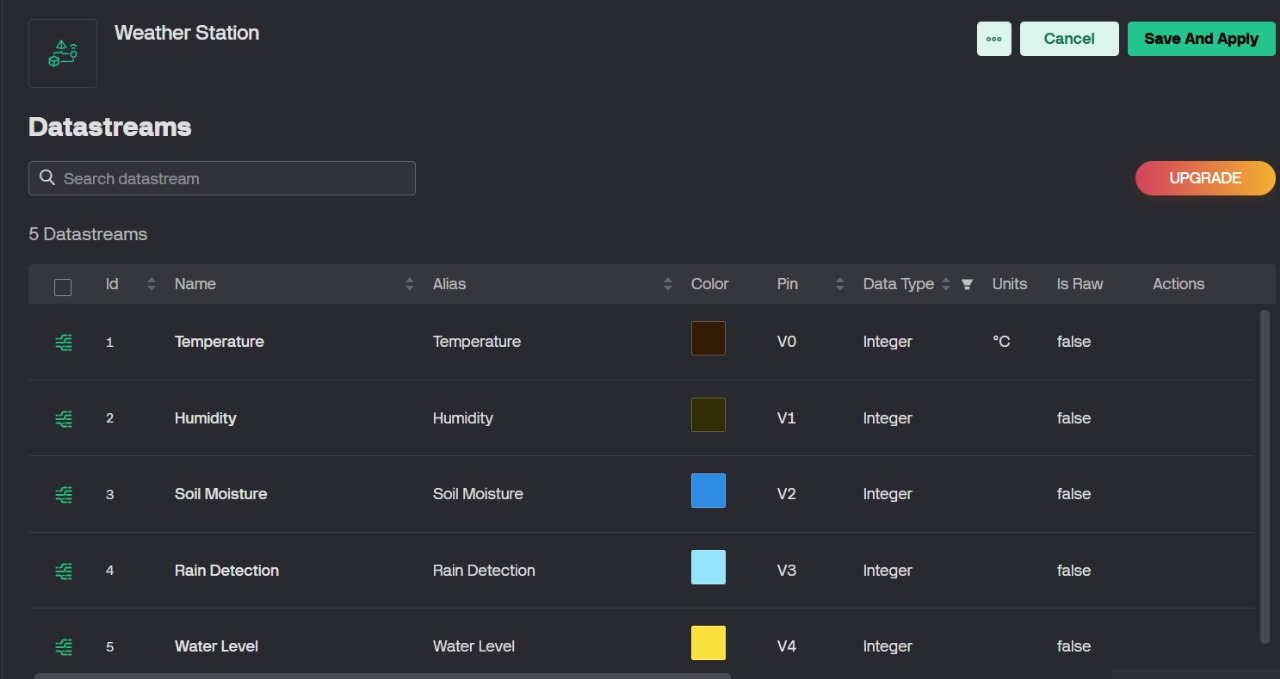 Weather Station
Cancel
Save And Apply
Datastreams
Search datastream
UPGRADE
5 Datastreams
Id Name Alias Color Pin Data Type Units Is Raw Actions
1 Temperature Temperature V0 Integer °C false
2 Humidity Humidity V1 Integer false
3 Soil Moisture Soil Moisture V2 Integer false
4 Rain Detection Rain Detection V3 Integer false
5 Water Level Water Level V4 Integer false